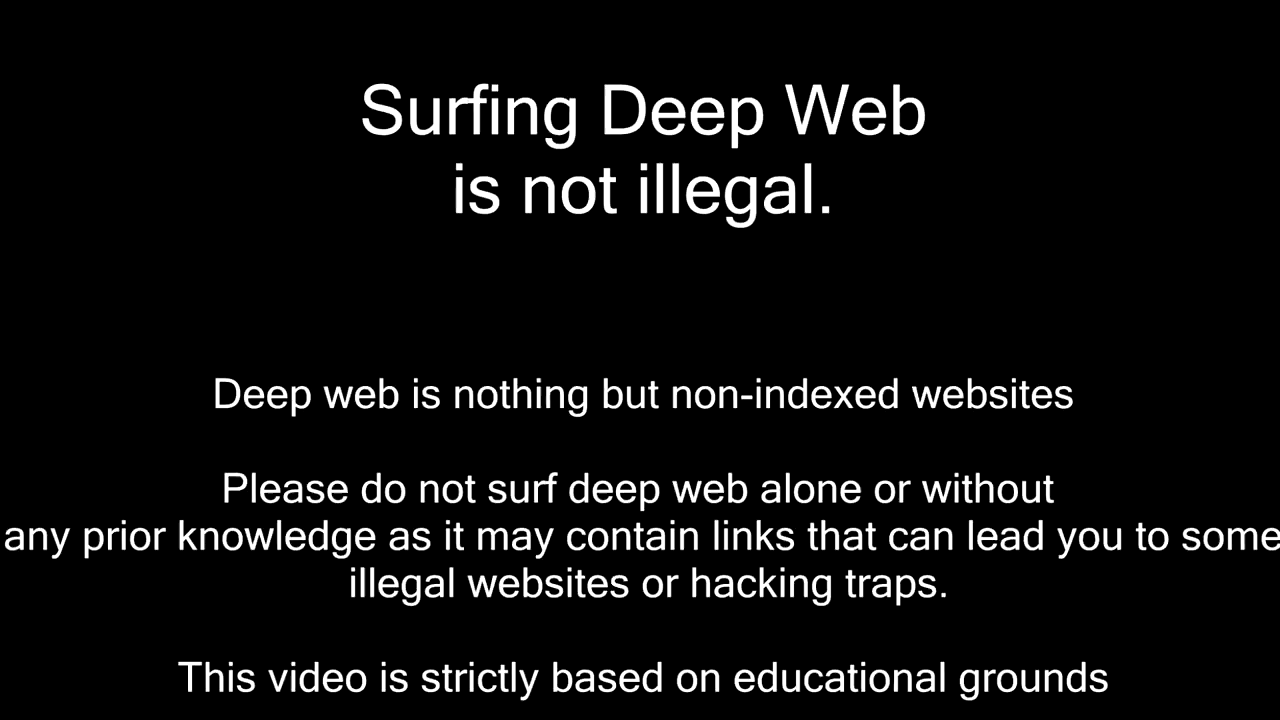 Surfing Deep Web
is not illegal.
Deep web is nothing but non-indexed websites
Please do not surf deep web alone or without
any prior knowledge as it may contain links that can lead you to some
illegal websites or hacking traps.
This video is strictly based on educational grounds